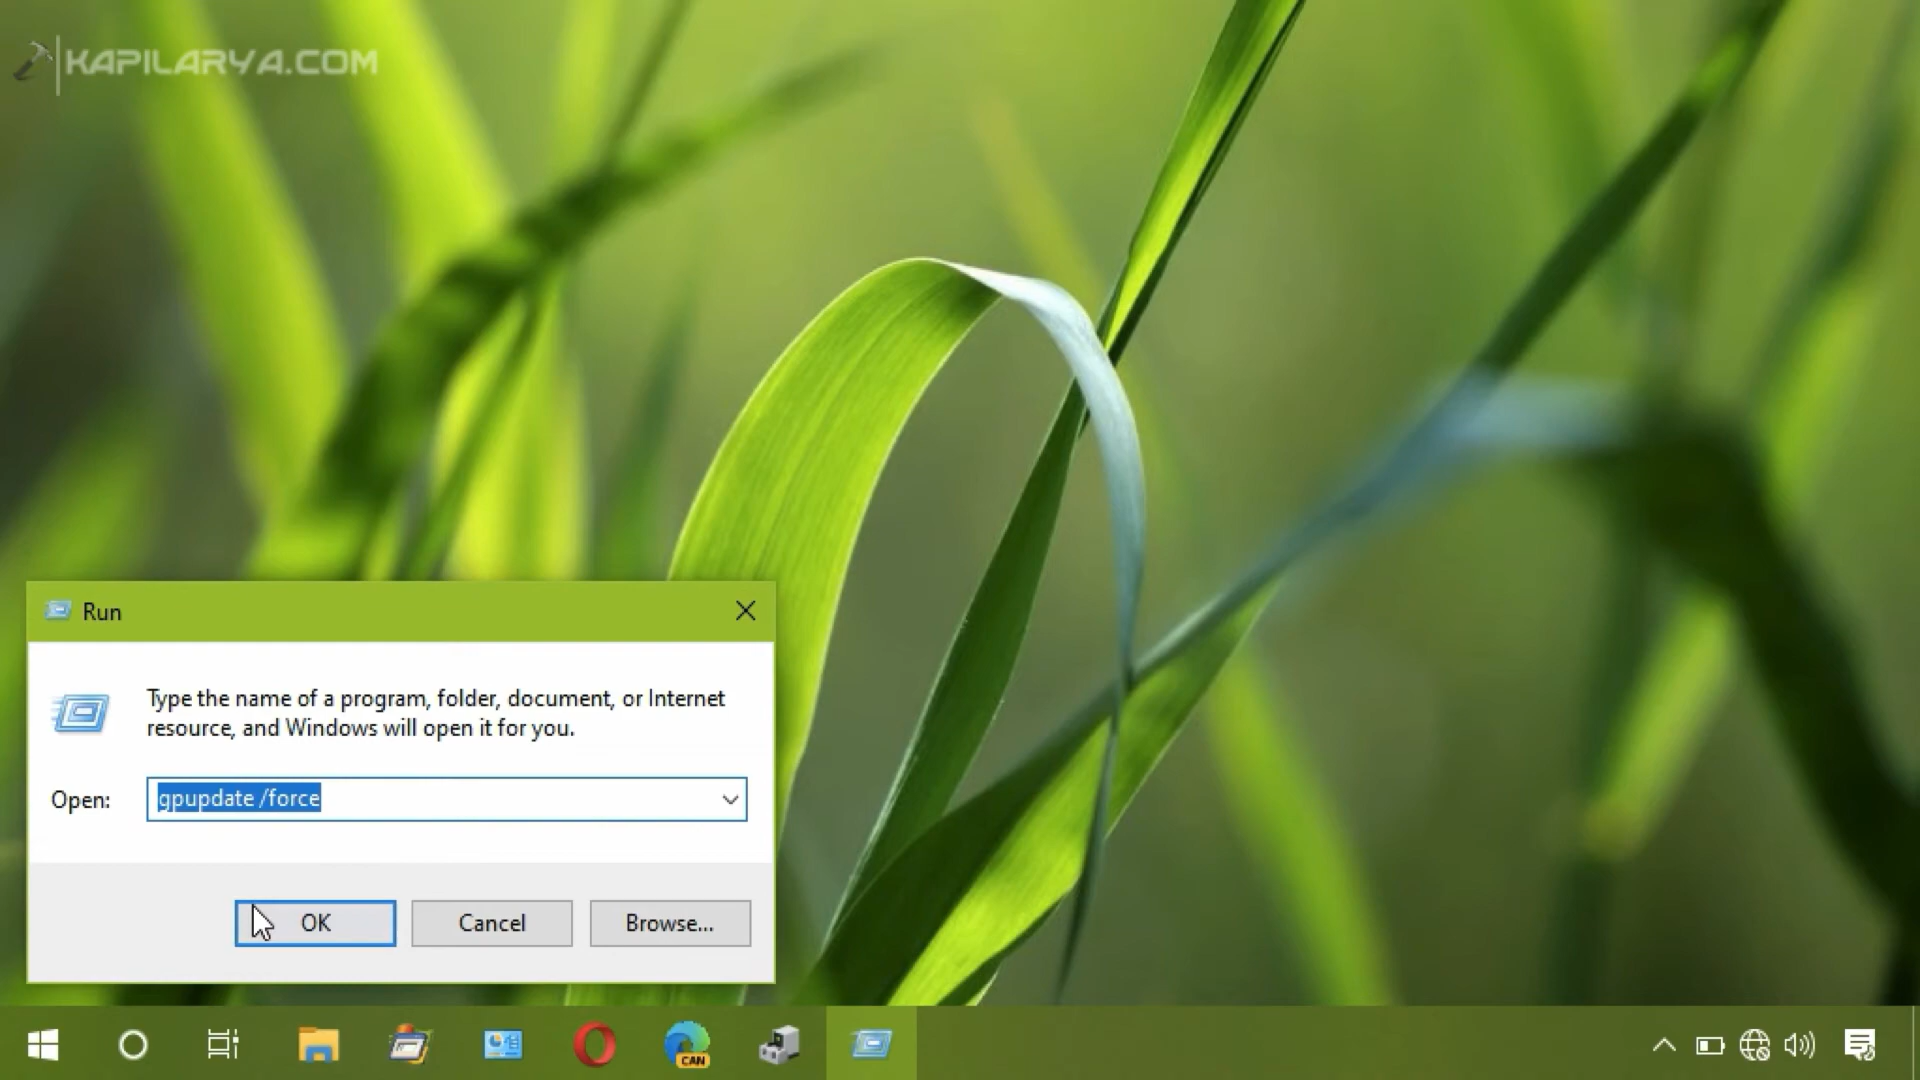 KAPILARYA.COM
Run
Type the name of a program, folder, document, or Internet
resource, and Windows will open it for you.
Open:
gpupdate /force
OK
Cancel
Browse...
CAN